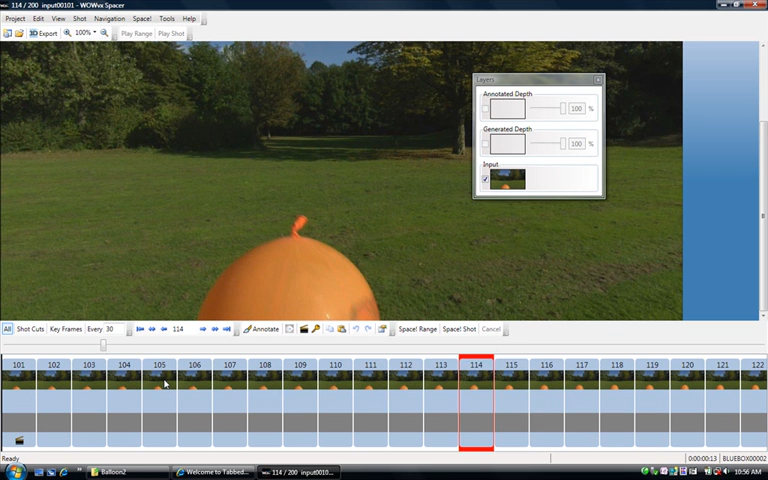 114 / 200 input00101 - WOWvx Spacer
Project Edit View Shot Navigation Space! Tools Help
3D Export 100% Play Range Play Shot
Layers
Annotated Depth
100 %
Generated Depth
100 %
Input
All Shot Cuts Key Frames Every 30 114 Annotate Space! Range Space! Shot Cancel
101 102 103 104 105 106 107 108 109 110 111 112 113 114 115 116 117 118 119 120 121 122
Ready 0:00:00:13 BLUEBOX00002
Balloon2 Welcome to Tabbed... 114 / 200 input0010... 10:56 AM